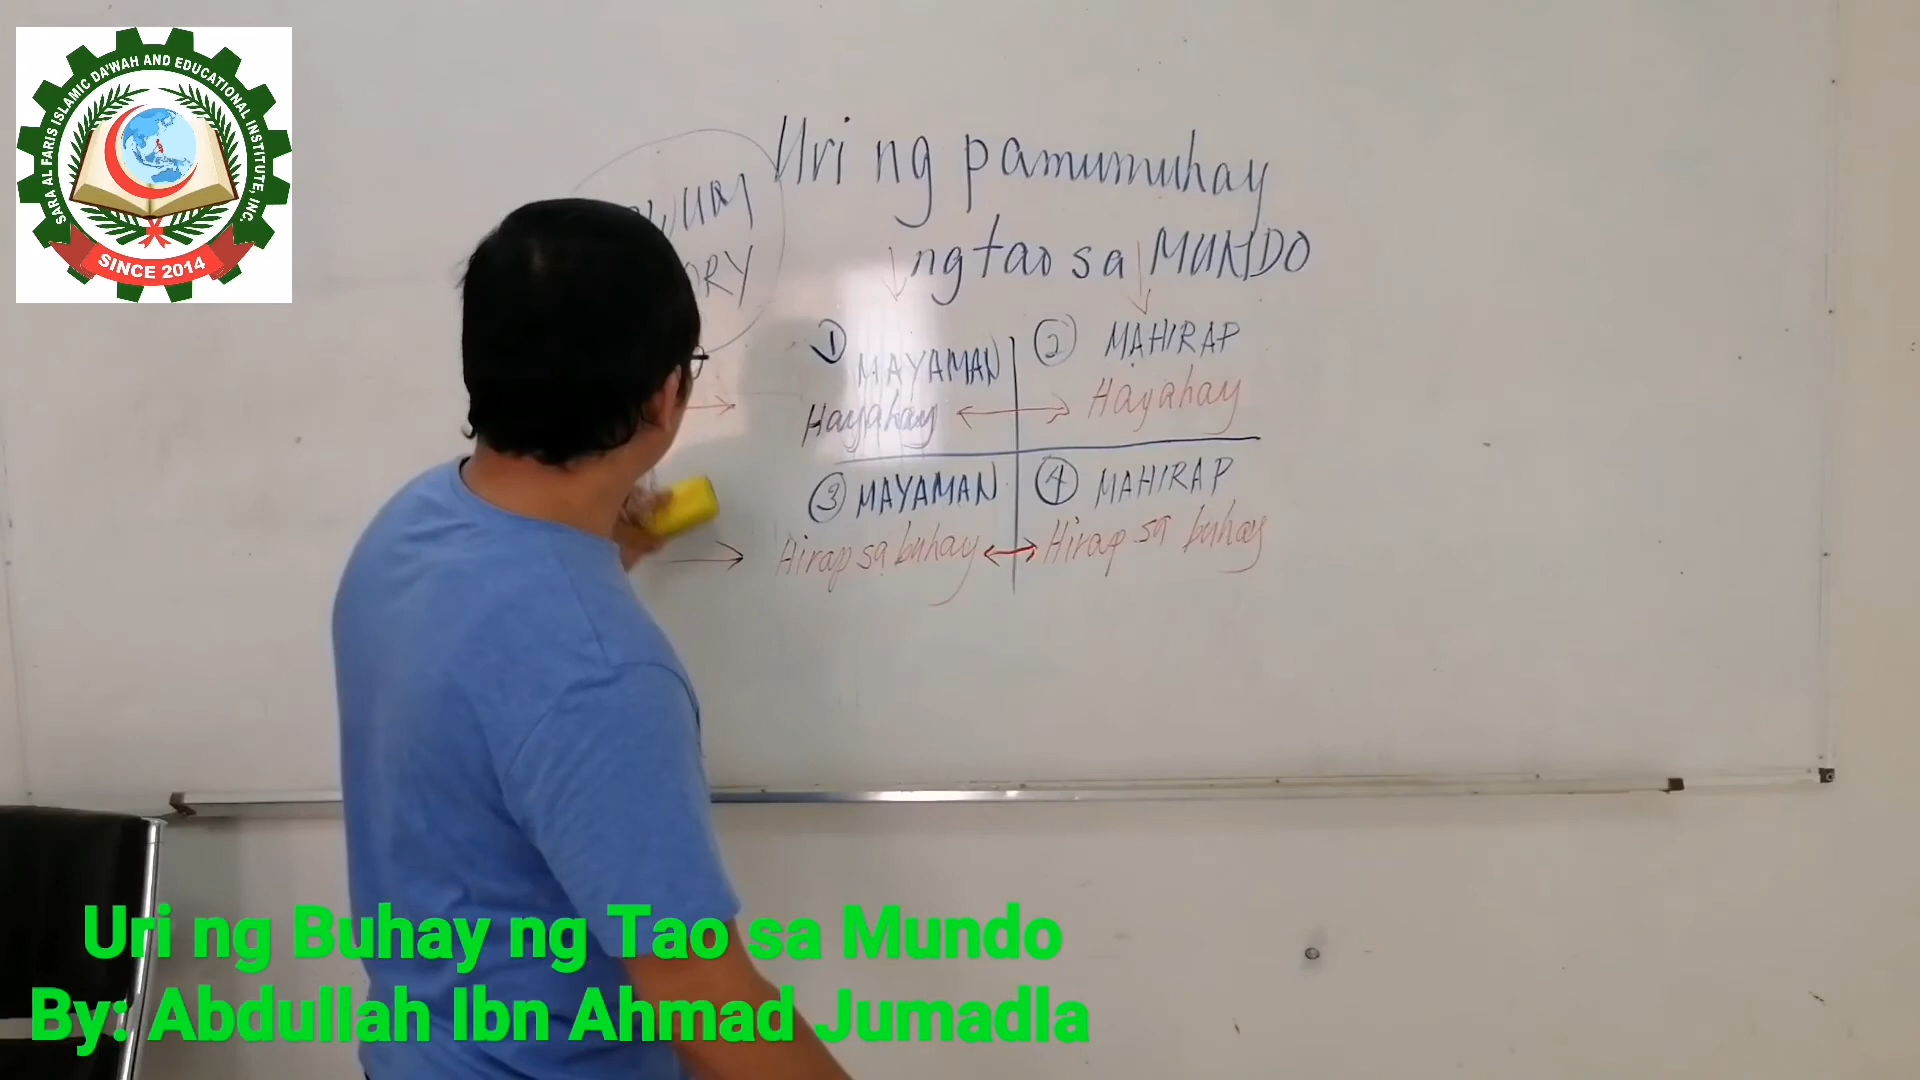 SARA AL FARIS ISLAMIC DA'WAH AND EDUCATIONAL INSTITUTE, INC.
SINCE 2014
Uri ng pamumuhay
ng tao sa MUNDO
1 MAYAMAN
Hayahay
2 MAHIRAP
Hayahay
3 MAYAMAN
Hirap sa buhay
4 MAHIRAP
Hirap sa buhay
Uri ng Buhay ng Tao sa Mundo
By: Abdullah Ibn Ahmad Jumadla